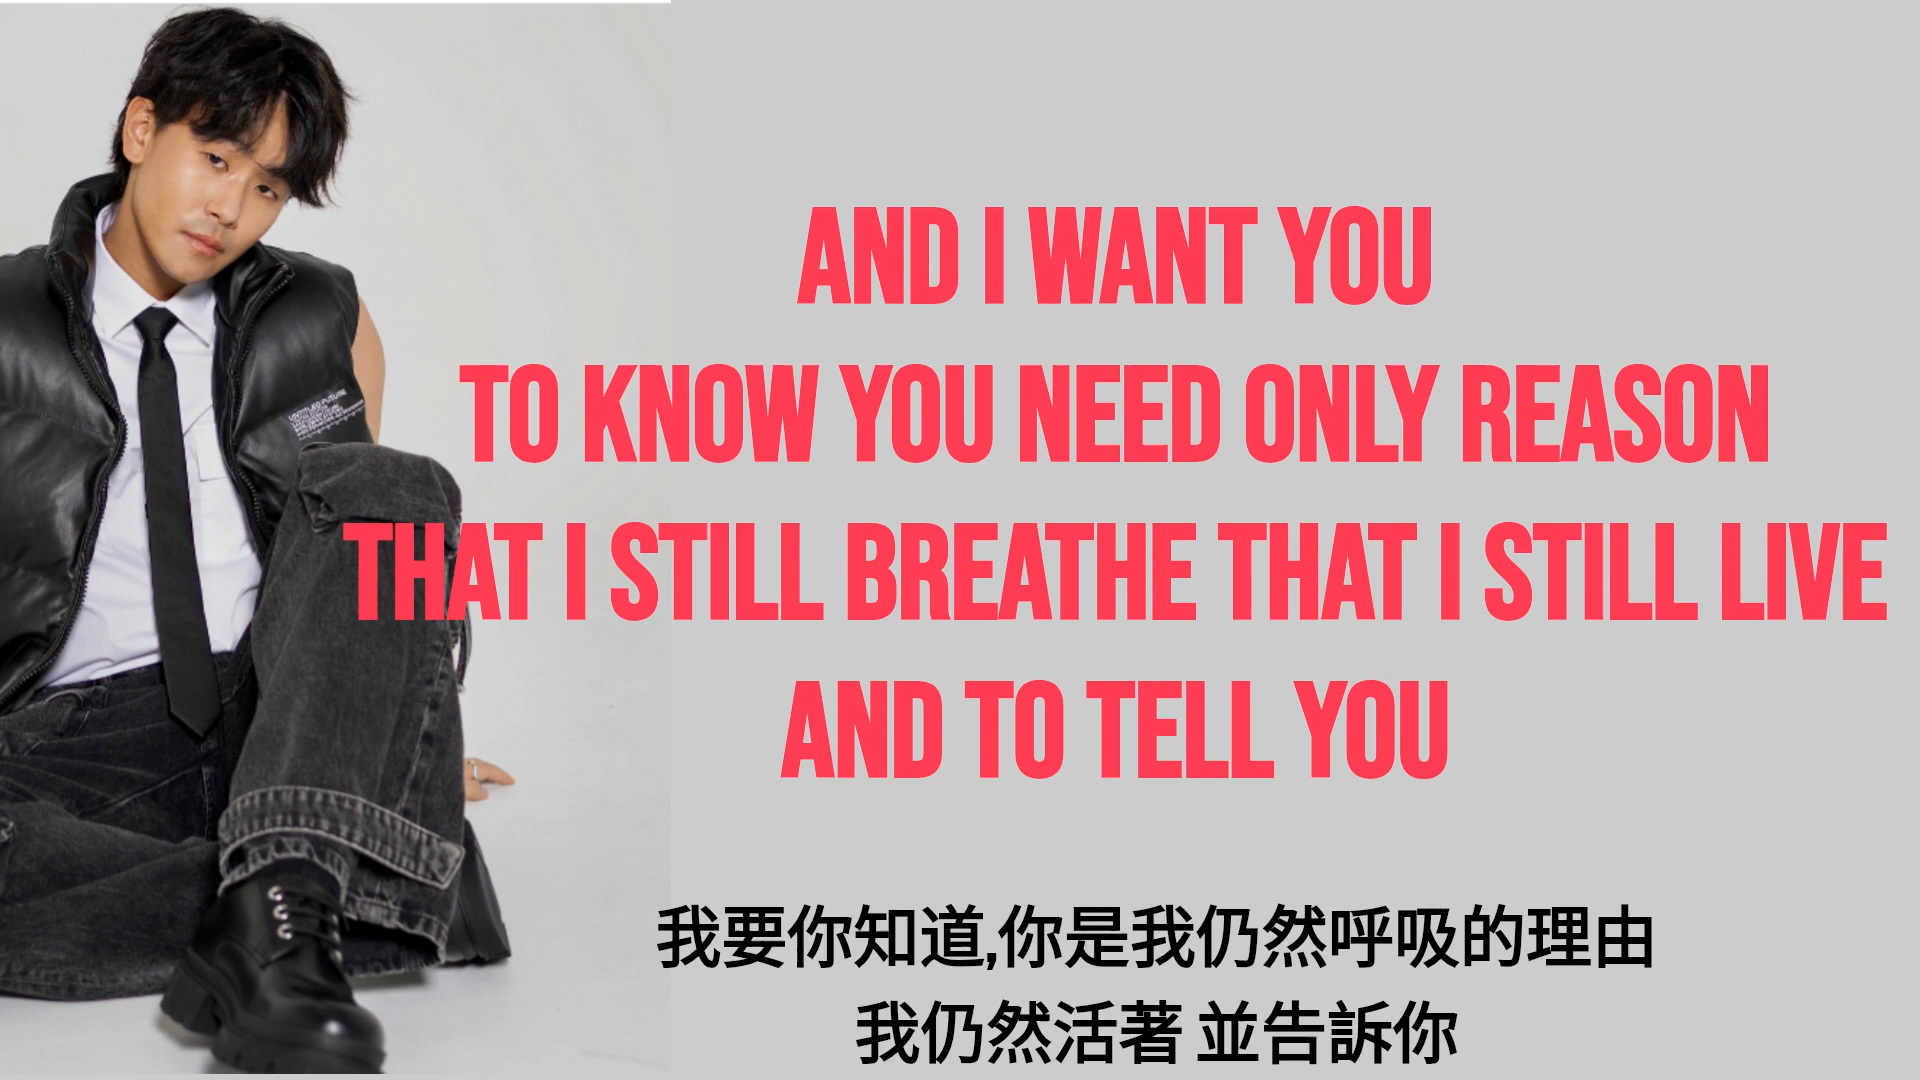 AND I WANT YOU
TO KNOW YOU NEED ONLY REASON
THAT I STILL BREATHE THAT I STILL LIVE
AND TO TELL YOU
我要你知道,你是我仍然呼吸的理由
我仍然活著 並告訴你
UNTITLED FUTURE